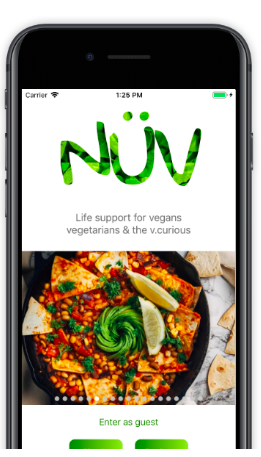 Carrier 1:25 PM
NÜV
Life support for vegans
vegetarians & the v.curious
Enter as guest